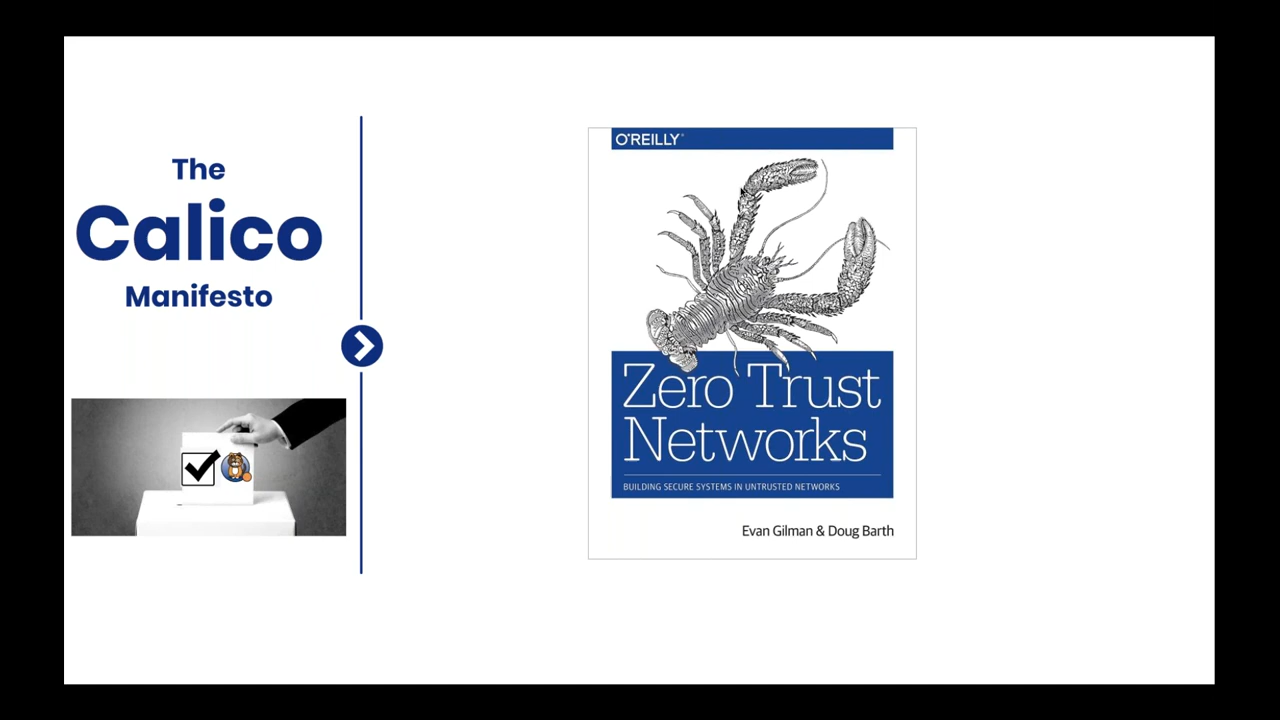 The
Calico
Manifesto
O'REILLY®
Zero Trust
Networks
BUILDING SECURE SYSTEMS IN UNTRUSTED NETWORKS
Evan Gilman & Doug Barth